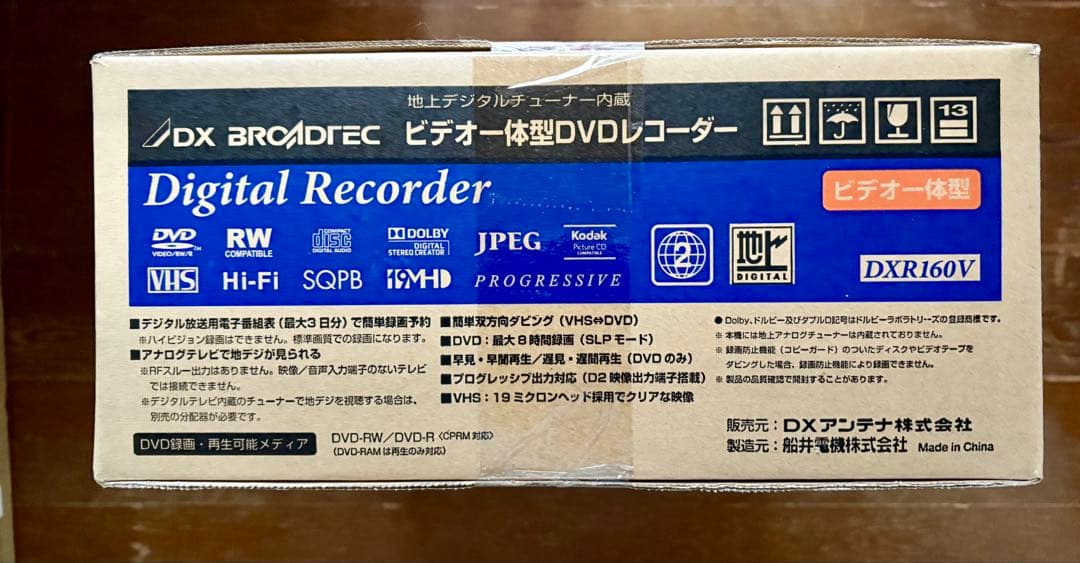 地上デジタルチューナー内蔵
DX BROADTEC ビデオ一体型DVDレコーダー
13
Digital Recorder
ビデオ一体型
DVD VIDEO/RW/R TM
RW COMPATIBLE
COMPACT disc DIGITAL AUDIO
DOLBY DIGITAL STEREO CREATOR
JPEG
Kodak Picture CD COMPATIBLE
VHS
Hi-Fi
SQPB
19μHD
PROGRESSIVE
2
地上 DIGITAL
DXR160V
■デジタル放送用電子番組表（最大3日分）で簡単録画予約
※ハイビジョン録画はできません。標準画質での録画になります。
■アナログテレビで地デジが見られる
※RFスルー出力はありません。映像／音声入力端子のないテレビ
では接続できません。
※デジタルテレビ内蔵のチューナーで地デジを視聴する場合は、
別売の分配器が必要です。
■簡単双方向ダビング（VHS⇔DVD）
■DVD：最大8時間録画（SLPモード）
■早見・早聞再生／遅見・遅聞再生（DVDのみ）
■プログレッシブ出力対応（D2映像出力端子搭載）
■VHS：19ミクロンヘッド採用でクリアな映像
●Dolby、ドルビー及びダブルD記号はドルビーラボラトリーズの登録商標です。
※ 本機には地上アナログチューナーは内蔵されておりません。
※ 録画防止機能（コピーガード）のついたディスクやビデオテープを
ダビングした場合、録画防止機能により録画できません。
※ 製品の品質確認で開封することがあります。
DVD録画・再生可能メディア
DVD-RW／DVD-R〈CPRM対応〉
(DVD-RAMは再生のみ対応)
販売元：DXアンテナ株式会社
製造元：船井電機株式会社 Made in China